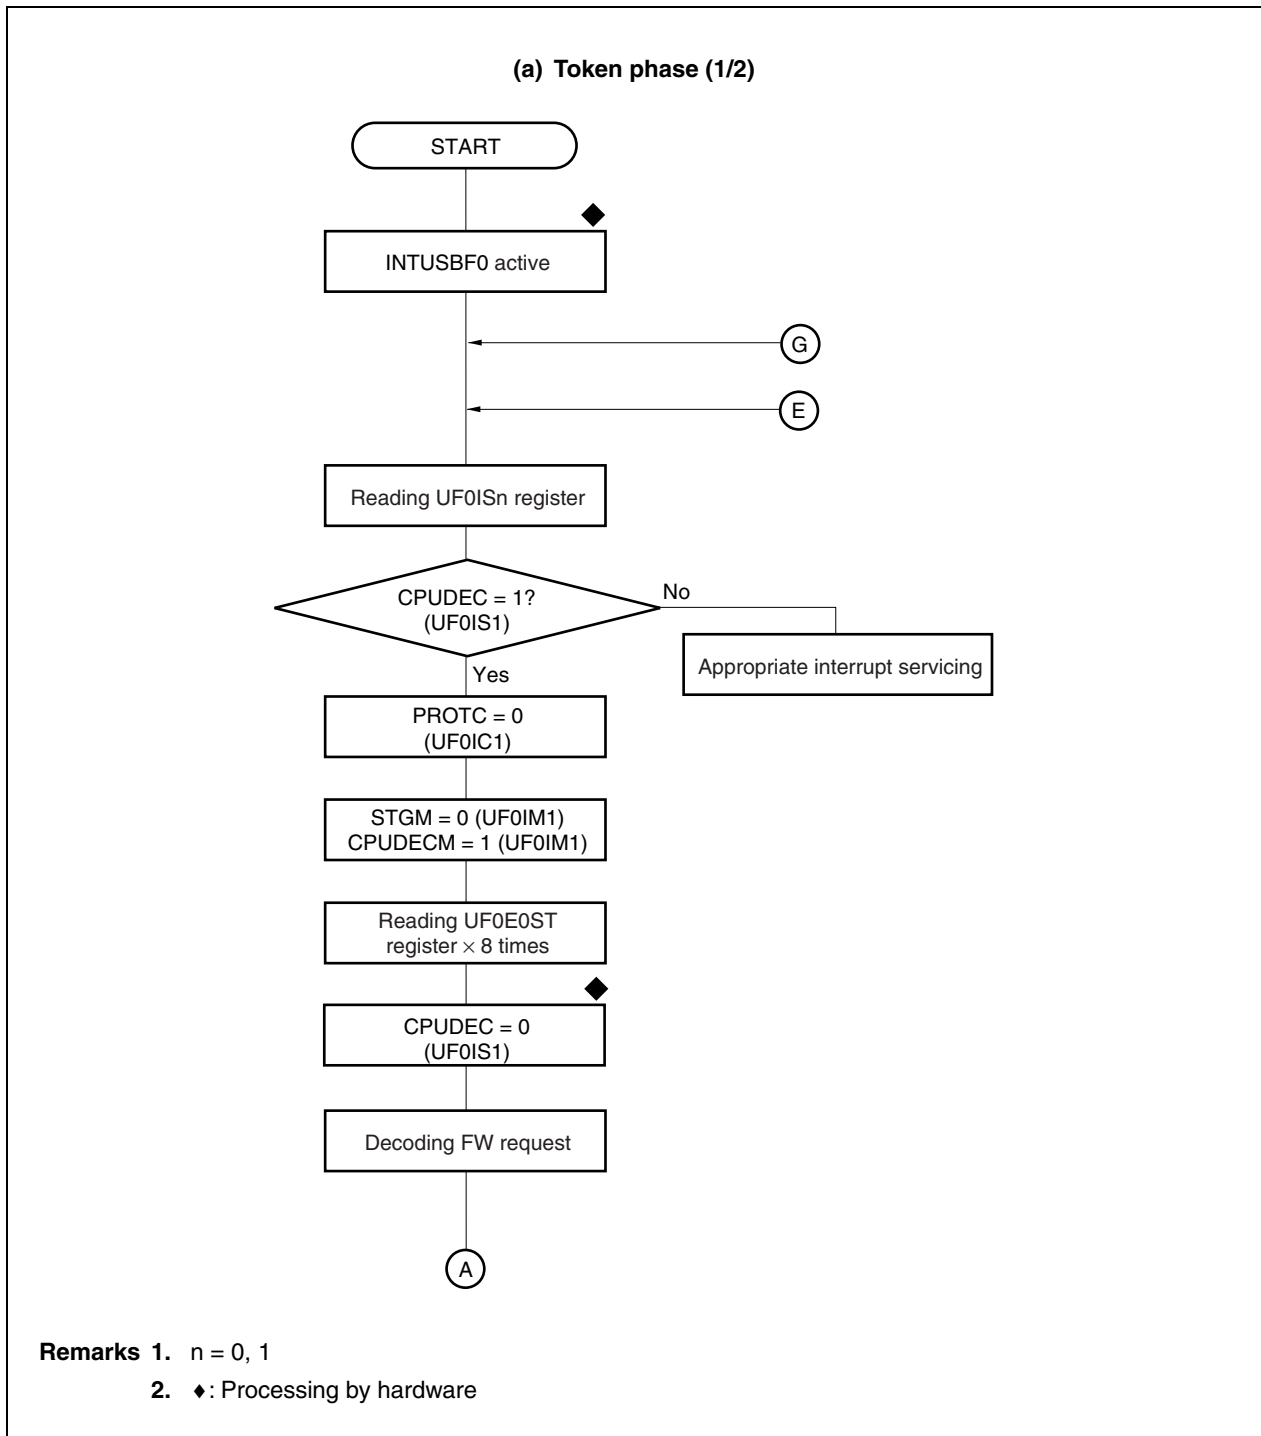 (a) Token phase (1/2)
START
INTUSBF0 active
G
E
Reading UF0ISn register
CPUDEC = 1?
(UF0IS1)
No
Appropriate interrupt servicing
Yes
PROTC = 0
(UF0IC1)
STGM = 0 (UF0IM1)
CPUDECM = 1 (UF0IM1)
Reading UF0E0ST
register × 8 times
CPUDEC = 0
(UF0IS1)
Decoding FW request
A
Remarks 1. n = 0, 1
2. ♦: Processing by hardware